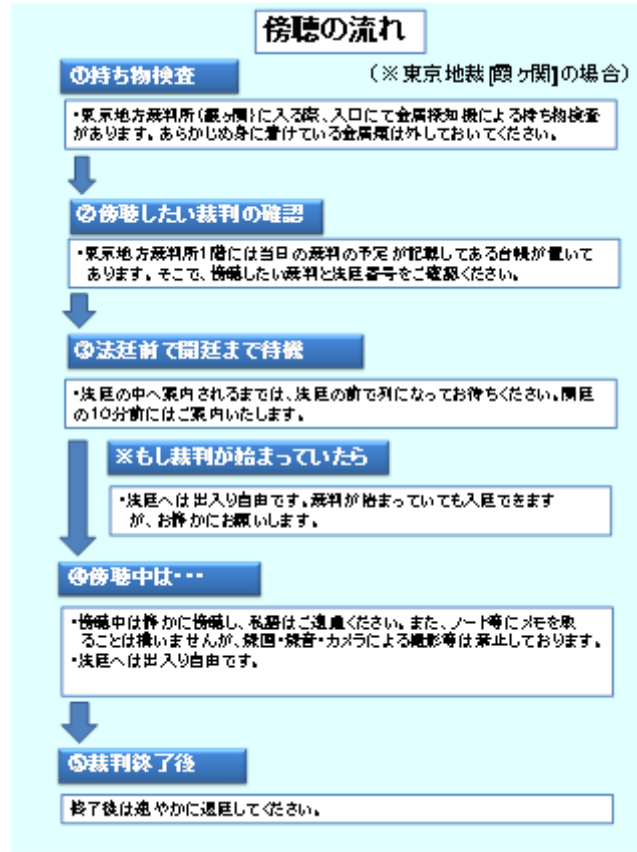 傍聴の流れ
①持ち物検査
(※東京地裁[霞ヶ関]の場合)
・東京地方裁判所(霞ヶ関)に入る際、入口にて金属探知機による持ち物検査
があります。あらかじめ身に着けている金属類は外しておいてください。
②傍聴したい裁判の確認
・東京地方裁判所1階には当日の裁判の予定が記載してある台帳が置いて
あります。そこで、傍聴したい裁判と法廷番号をご確認ください。
③法廷前で開廷まで待機
・法廷の中へ案内されるまでは、法廷の前で列になってお待ちください。開廷
の10分前にはご案内いたします。
※もし裁判が始まっていたら
・法廷へは出入り自由です。裁判が始まっていても入廷できます
が、お静かにお願いします。
④傍聴中は・・・
・傍聴中は静かに傍聴し、私語はご遠慮ください。また、ノート等にメモを取
ることは構いませんが、録画・録音・カメラによる撮影等は禁止しております。
・法廷へは出入り自由です。
⑤裁判終了後
終了後は速やかに退廷してください。